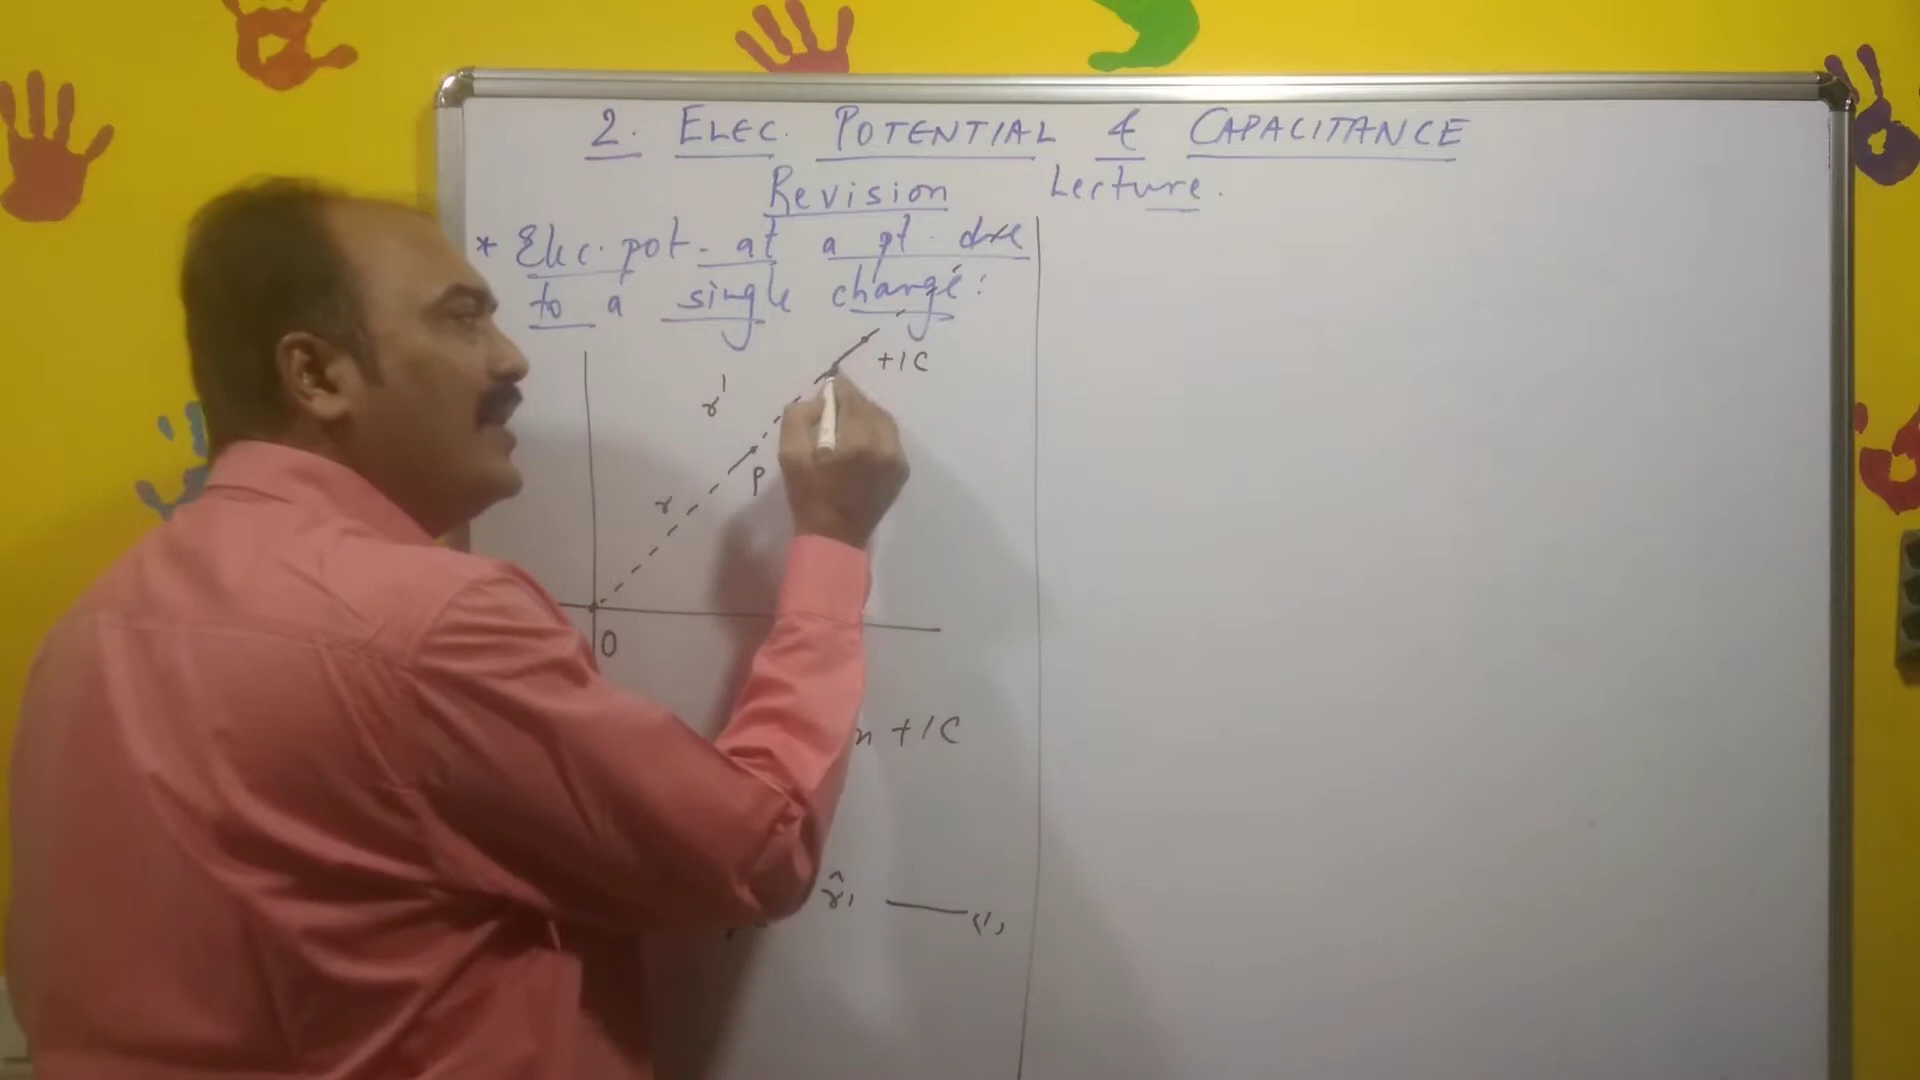 2. ELEC. POTENTIAL & CAPACITANCE
Revision Lecture.
* Elec. pot. at a pt. due
to a single charge:
+1C
r'
P
r
O
n +1C
r̂' — (1)